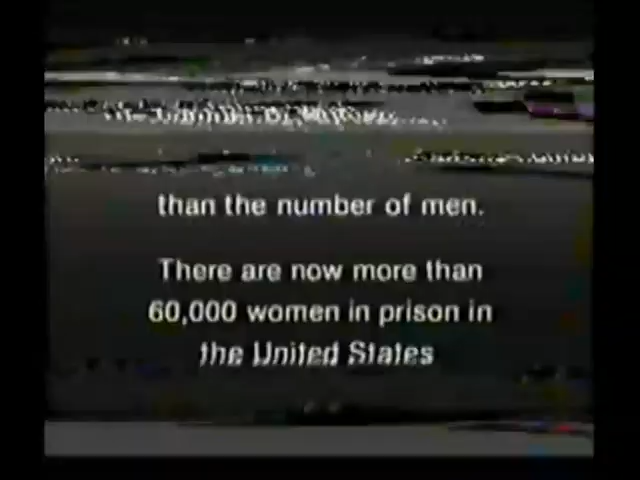 than the number of men.
There are now more than
60,000 women in prison in
the United States